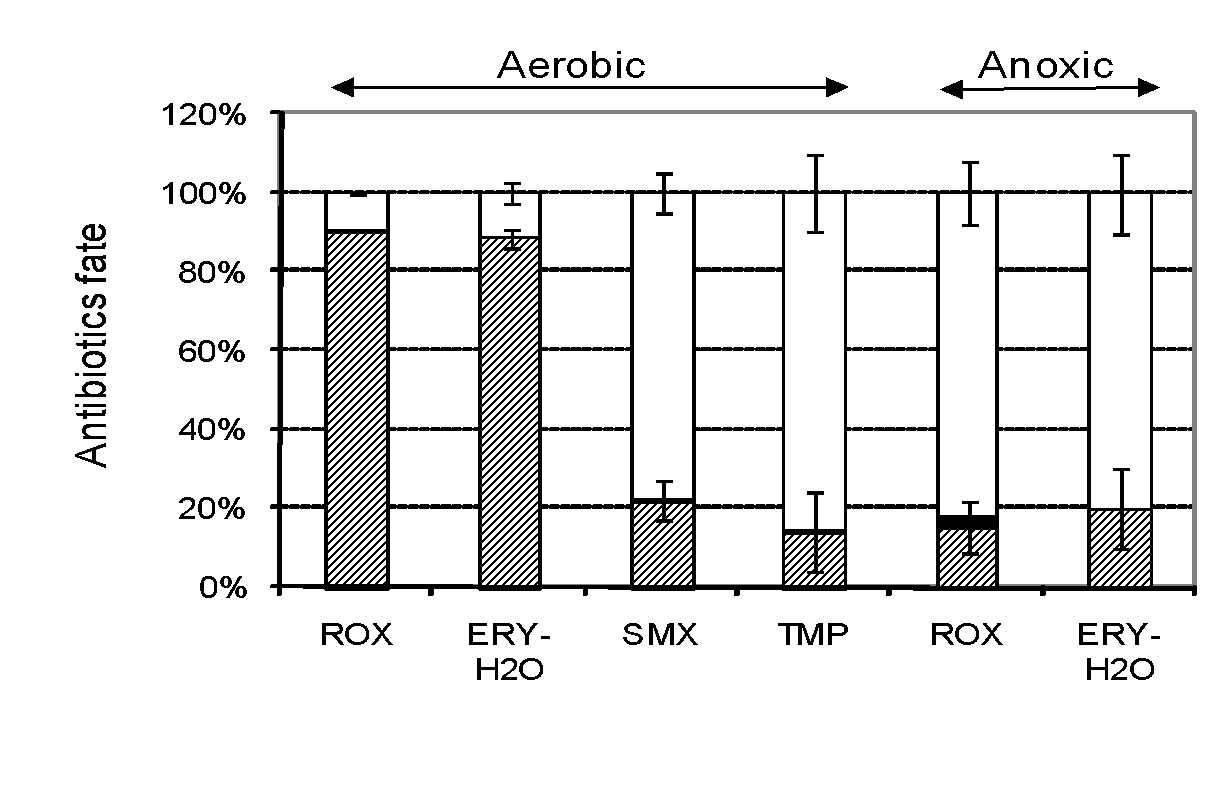 Aerobic
Anoxic
120%
100%
80%
60%
40%
20%
0%
Antibiotics fate
ROX
ERY-
H2O
SMX
TMP
ROX
ERY-
H2O